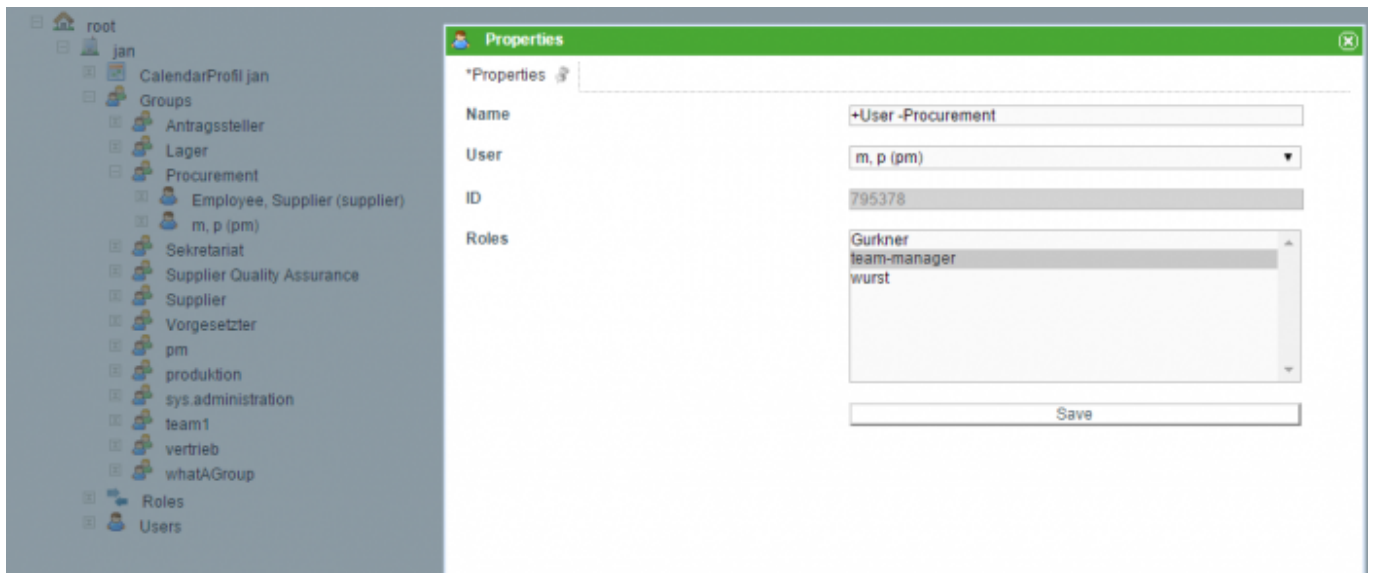 root
jan
CalendarProfil jan
Groups
Antragssteller
Lager
Procurement
Employee, Supplier (supplier)
m, p (pm)
Sekretariat
Supplier Quality Assurance
Supplier
Vorgesetzter
pm
produktion
sys.administration
team1
vertrieb
whatAGroup
Roles
Users
Properties
*Properties
Name
+User -Procurement
User
m, p (pm)
ID
795378
Roles
Gurkner
team-manager
wurst
Save